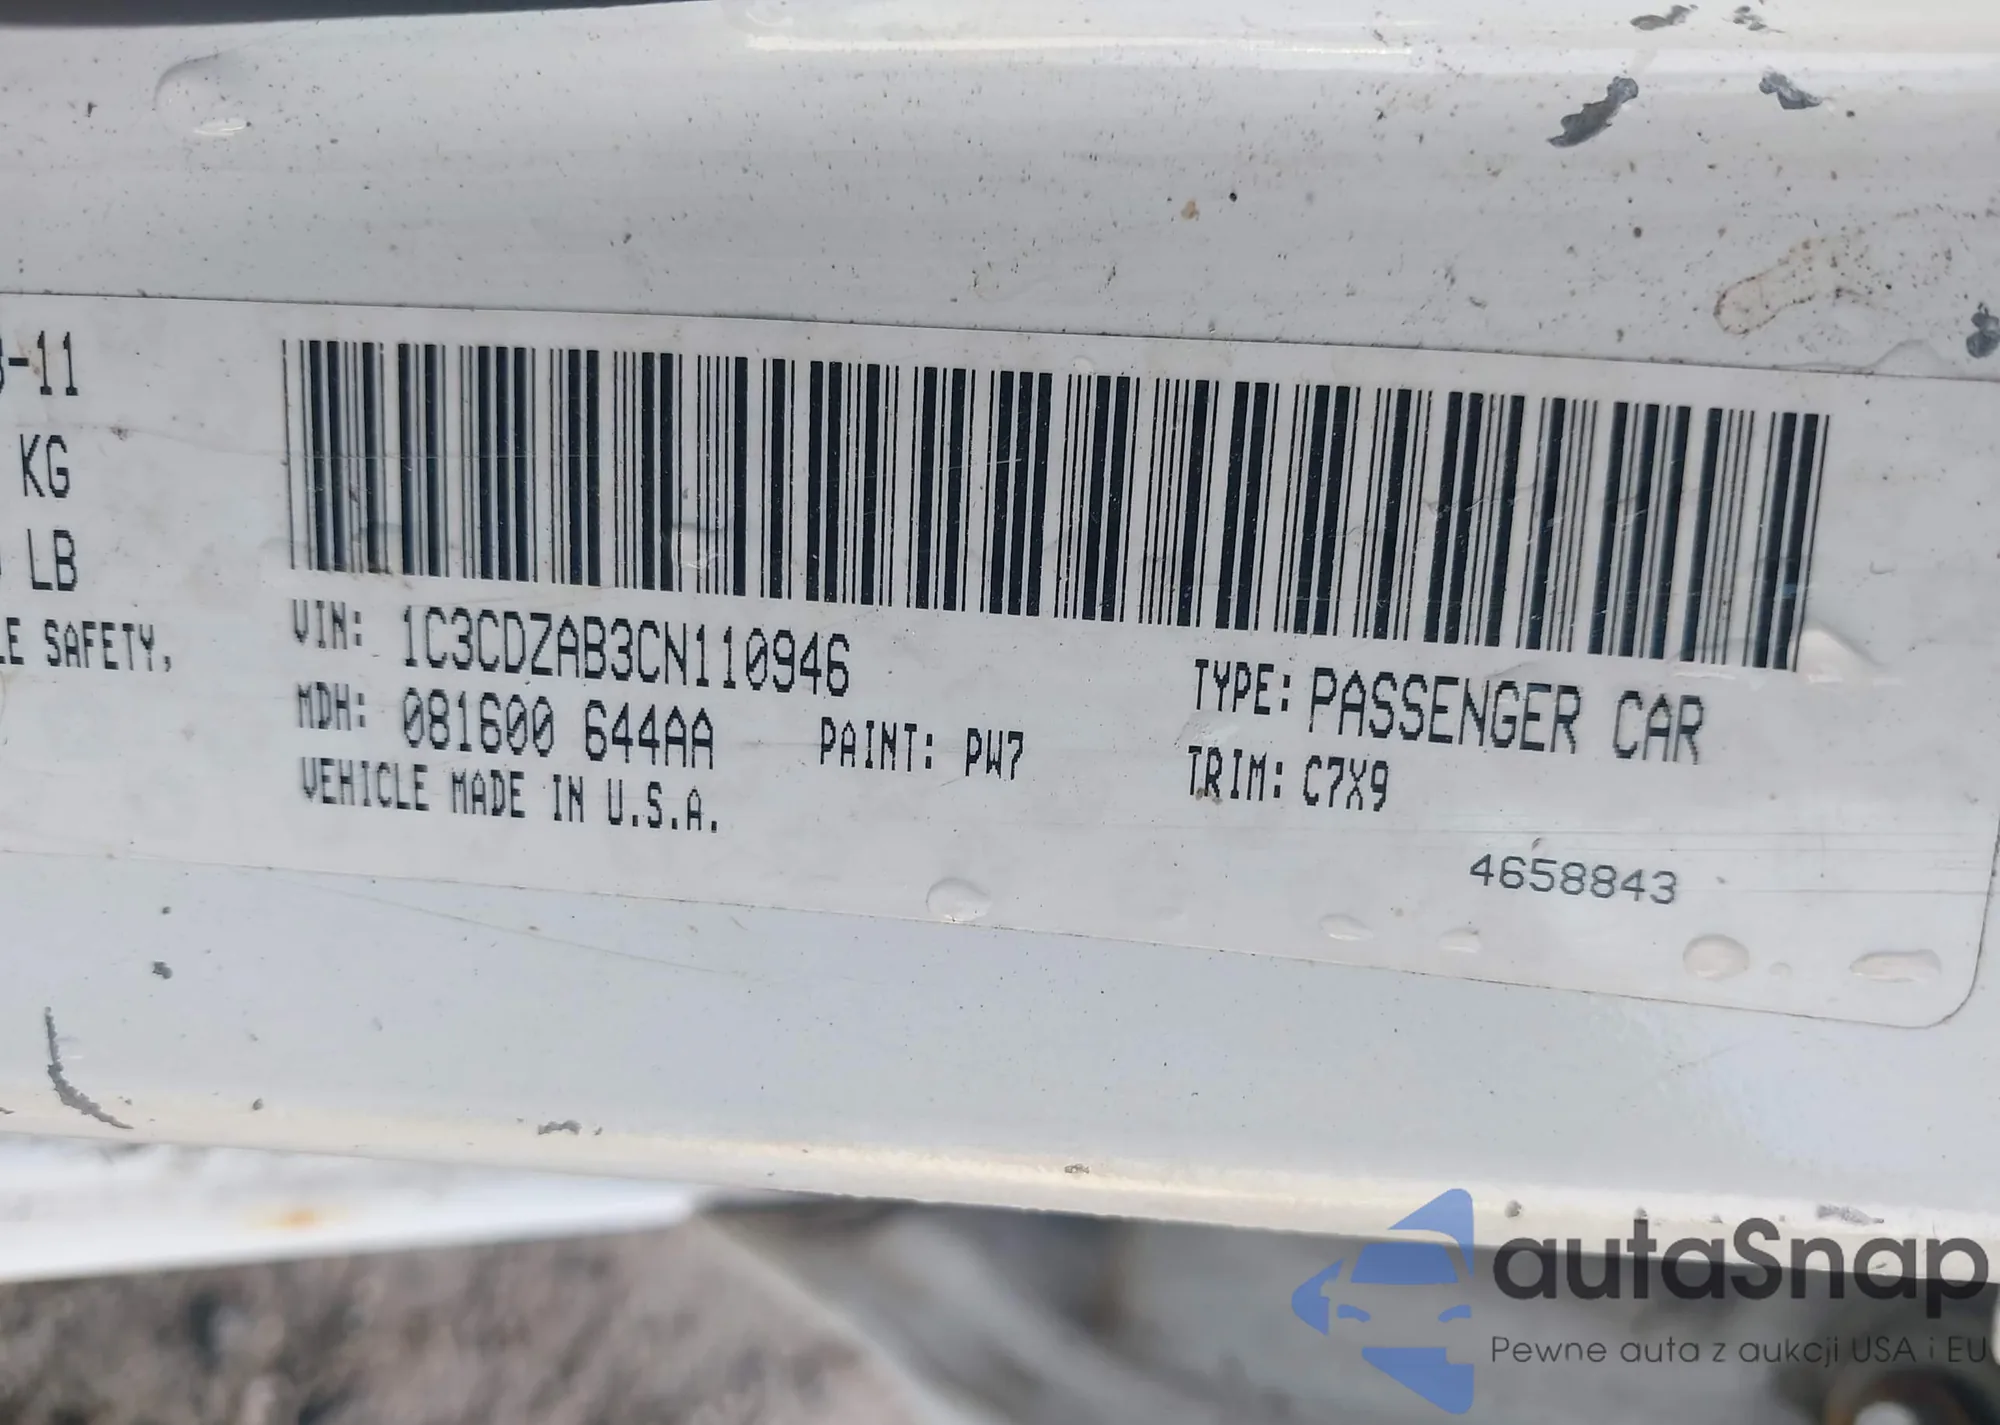 -11
KG
LB
SAFETY,
VIN: 1C3CDZAB3CN110946
TYPE: PASSENGER CAR
MDH: 081600 644AA
PAINT: PW7
TRIM: C7X9
VEHICLE MADE IN U.S.A.
4658843
autaSnap
Pewne auta z aukcji USA i EU